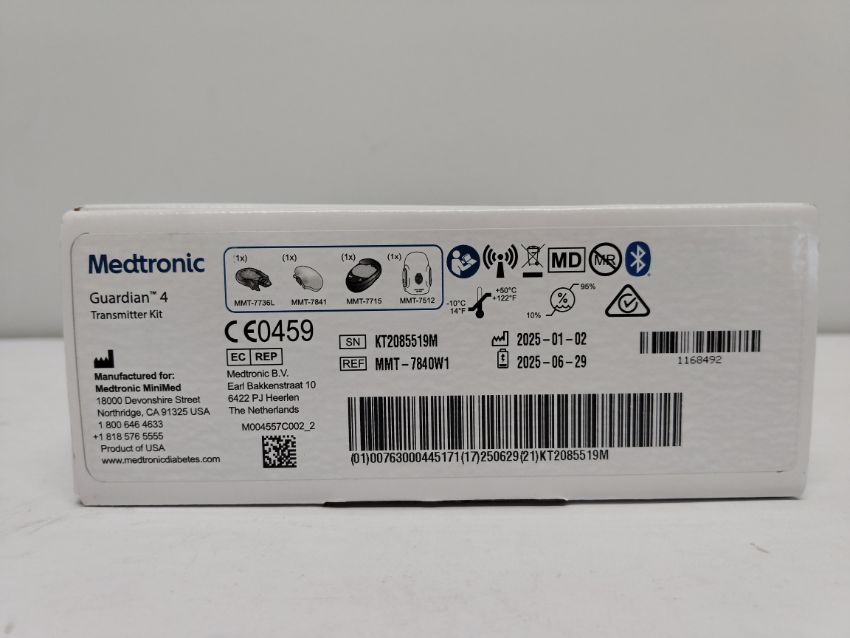 Medtronic
Guardian™ 4
Transmitter Kit
Manufactured for:
Medtronic MiniMed
18000 Devonshire Street
Northridge, CA 91325 USA
1 800 646 4633
+1 818 576 5555
Product of USA
www.medtronicdiabetes.com
(1x) (1x) (1x) (1x)
MMT-7736L MMT-7841 MMT-7715 MMT-7512
MD MR
-10°C
14°F
+50°C
+122°F
10% % 95%
CE0459
EC REP
Medtronic B.V.
Earl Bakkenstraat 10
6422 PJ Heerlen
The Netherlands
M004557C002_2
SN KT2085519M
REF MMT-7840W1
2025-01-02
2025-06-29
1168492
(01)00763000445171(17)250629(21)KT2085519M